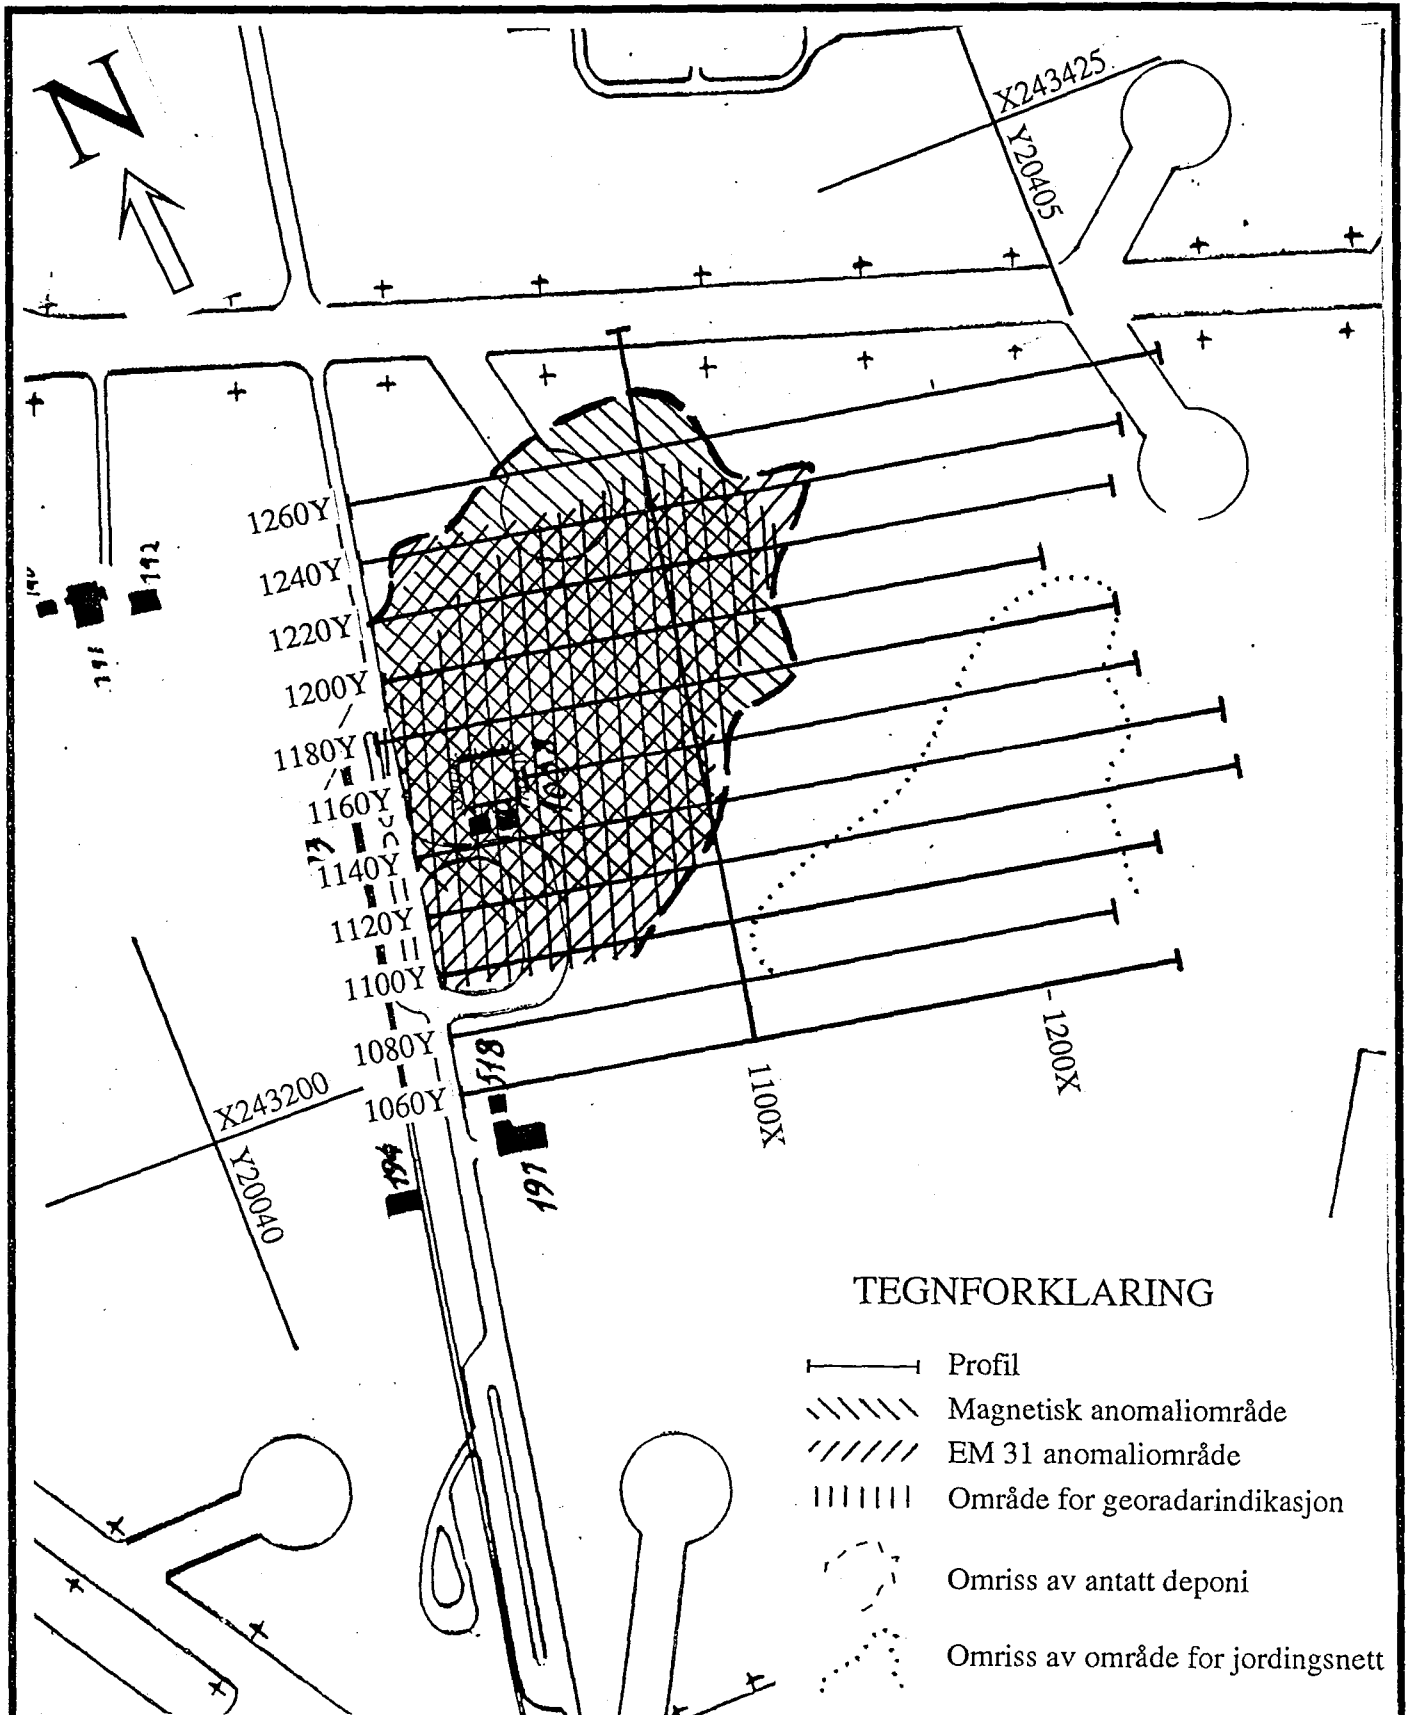 N
X243425
Y20405
1260Y
1240Y
1220Y
1200Y
1180Y
1160Y
1140Y
1120Y
1100Y
1080Y
1060Y
192
13
518
197
1100X
1200X
X243200
Y20040
TEGNFORKLARING
Profil
Magnetisk anomaliområde
EM 31 anomaliområde
Område for georadarindikasjon
Omriss av antatt deponi
Omriss av område for jordingsnett